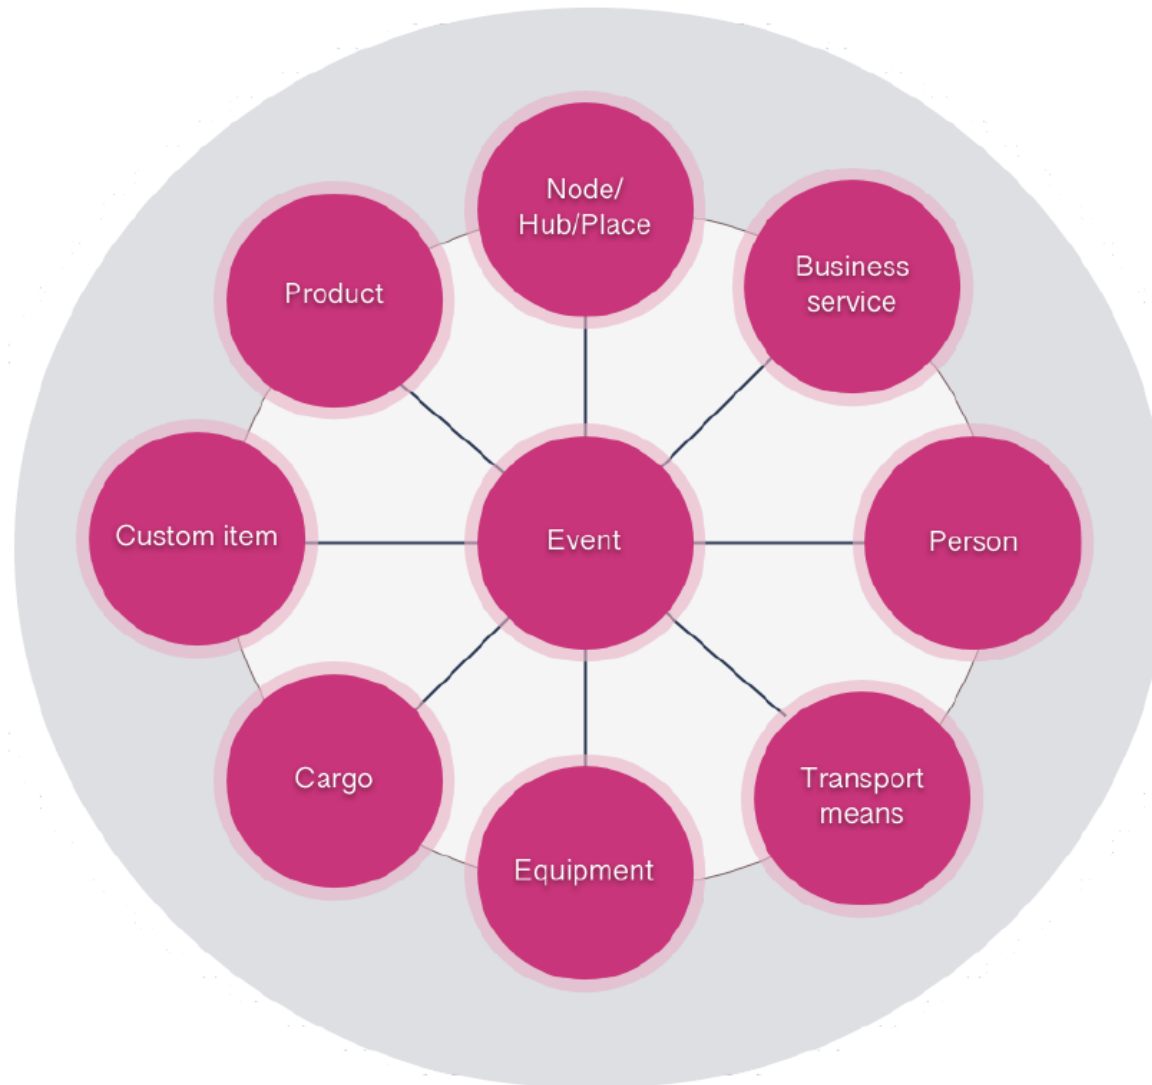 Node/
Hub/Place
Business
service
Product
Custom item
Event
Person
Cargo
Transport
means
Equipment